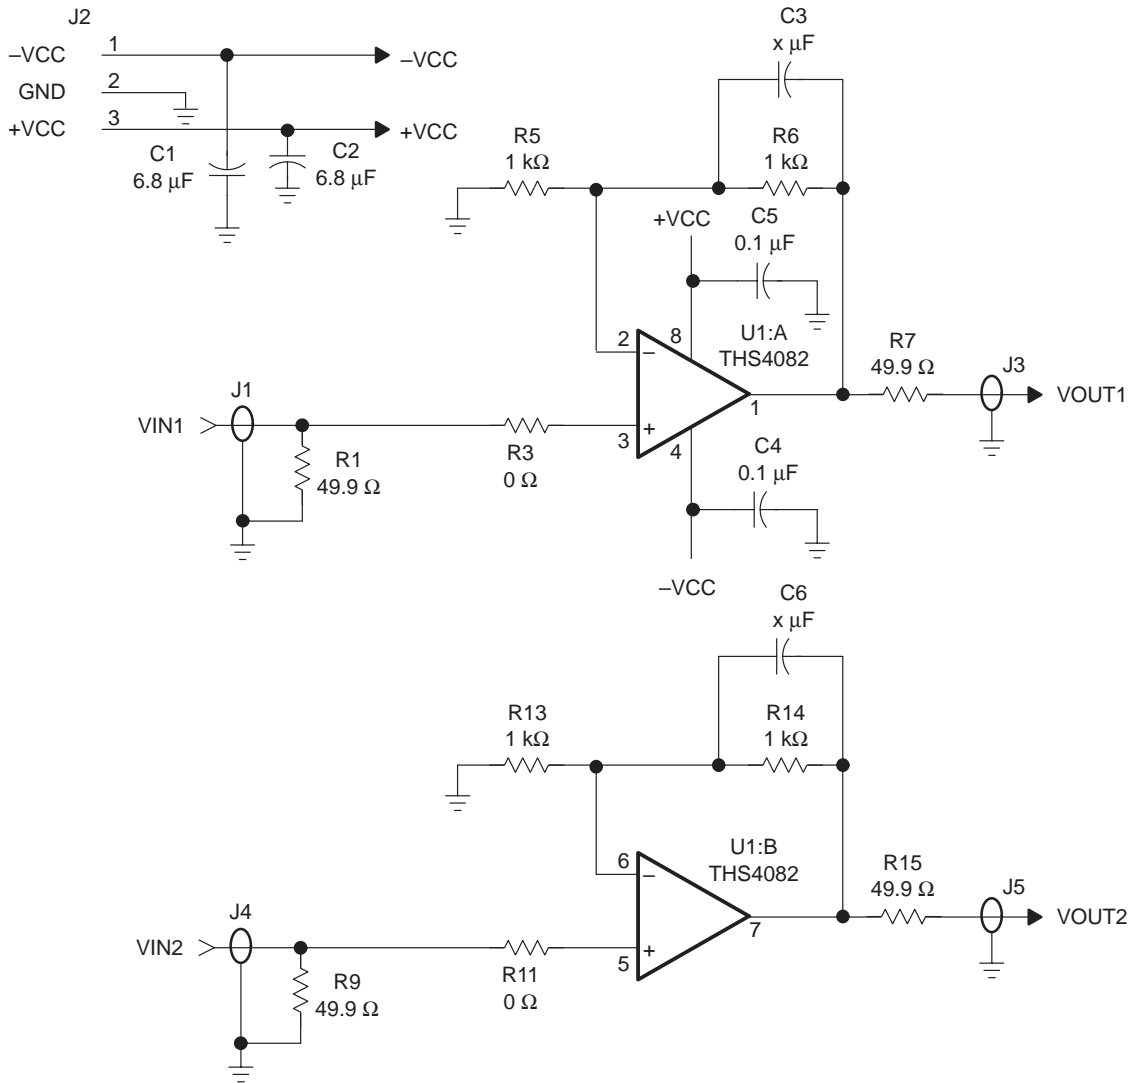 J2
–VCC
1
–VCC
GND
2
+VCC
3
+VCC
C1
6.8 μF
C2
6.8 μF
C3
x μF
R5
1 kΩ
R6
1 kΩ
+VCC
C5
0.1 μF
2
–
8
U1:A
THS4082
1
R7
49.9 Ω
J3
VOUT1
J1
VIN1
R1
49.9 Ω
R3
0 Ω
3
+
4
C4
0.1 μF
–VCC
C6
x μF
R13
1 kΩ
R14
1 kΩ
6
–
U1:B
THS4082
7
R15
49.9 Ω
J5
VOUT2
J4
VIN2
R9
49.9 Ω
R11
0 Ω
5
+